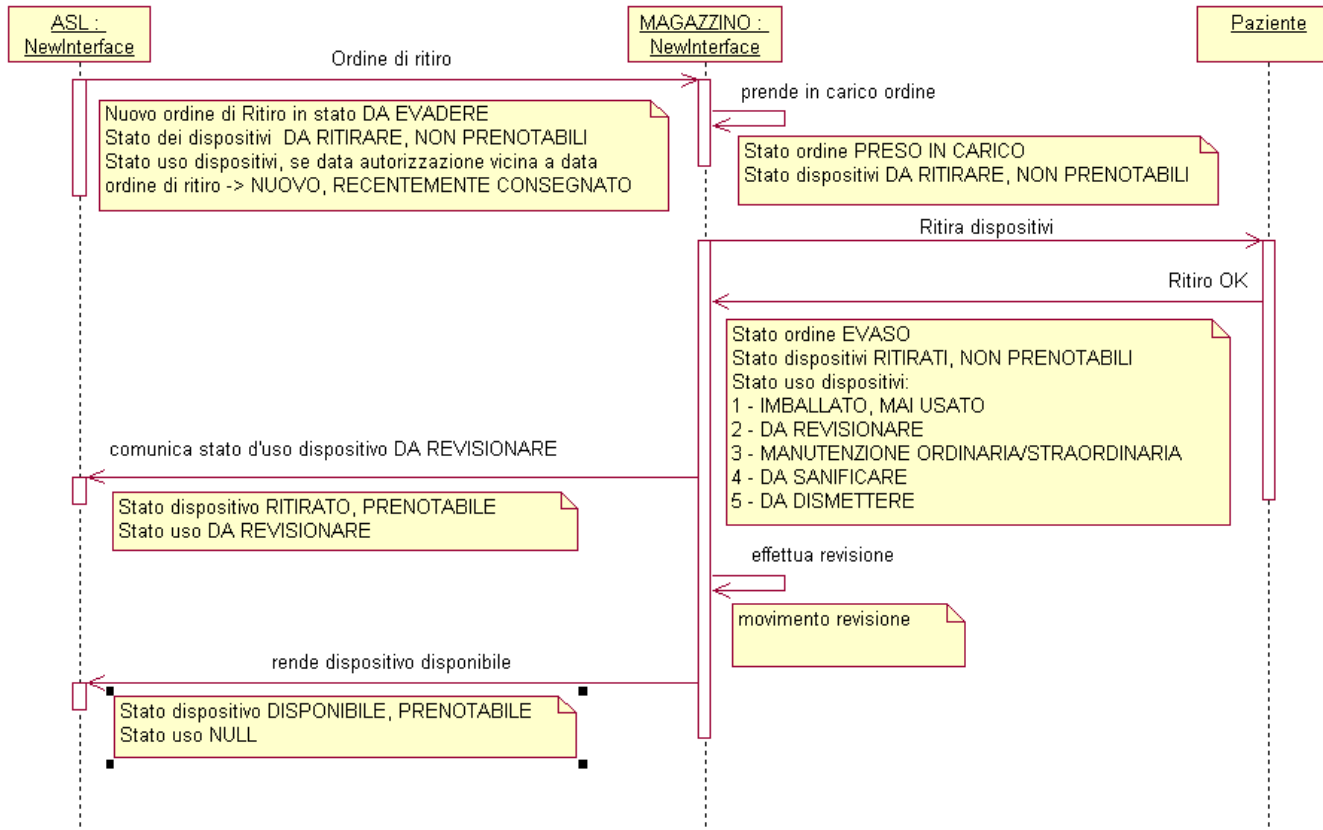 ASL :
NewInterface
MAGAZZINO :
NewInterface
Paziente
Ordine di ritiro
Nuovo ordine di Ritiro in stato DA EVADERE
Stato dei dispositivi  DA RITIRARE, NON PRENOTABILI
Stato uso dispositivi, se data autorizzazione vicina a data
ordine di ritiro -> NUOVO, RECENTEMENTE CONSEGNATO
prende in carico ordine
Stato ordine PRESO IN CARICO
Stato dispositivi DA RITIRARE, NON PRENOTABILI
Ritira dispositivi
Ritiro OK
Stato ordine EVASO
Stato dispositivi RITIRATI, NON PRENOTABILI
Stato uso dispositivi:
1 - IMBALLATO, MAI USATO
2 - DA REVISIONARE
3 - MANUTENZIONE ORDINARIA/STRAORDINARIA
4 - DA SANIFICARE
5 - DA DISMETTERE
comunica stato d'uso dispositivo DA REVISIONARE
Stato dispositivo RITIRATO, PRENOTABILE
Stato uso DA REVISIONARE
effettua revisione
movimento revisione
rende dispositivo disponibile
Stato dispositivo DISPONIBILE, PRENOTABILE
Stato uso NULL